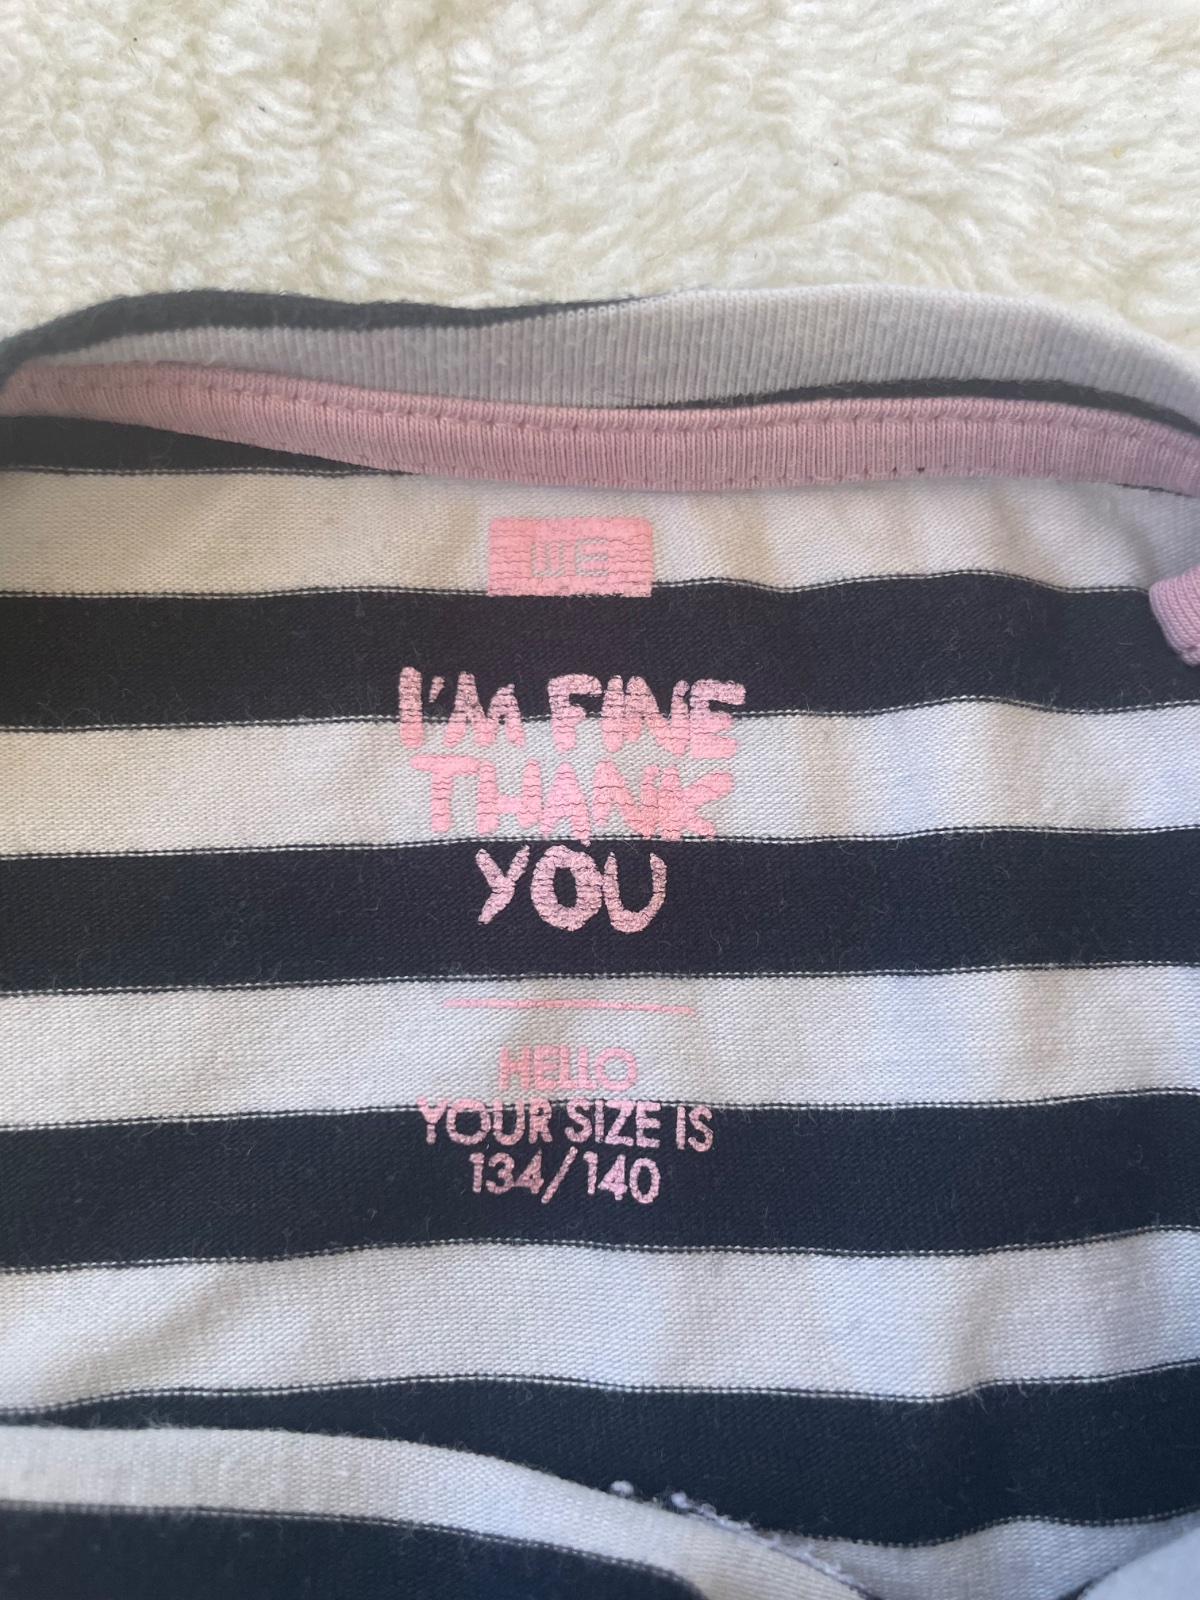 WE
I'M FINE
THANK
YOU
HELLO
YOUR SIZE IS
134/140